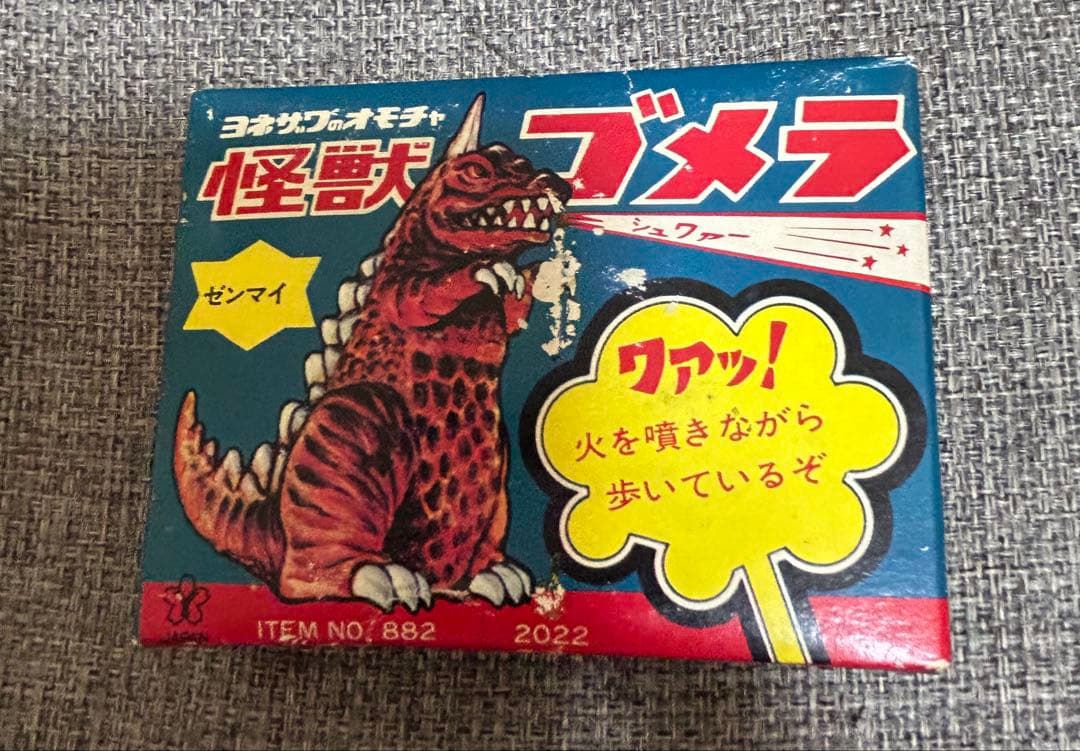 ヨネザワのオモチャ
怪獣ゴメラ
シュワァー
ゼンマイ
ワアッ!
火を噴きながら
歩いているぞ
JAPAN
ITEM NO. 882 2022